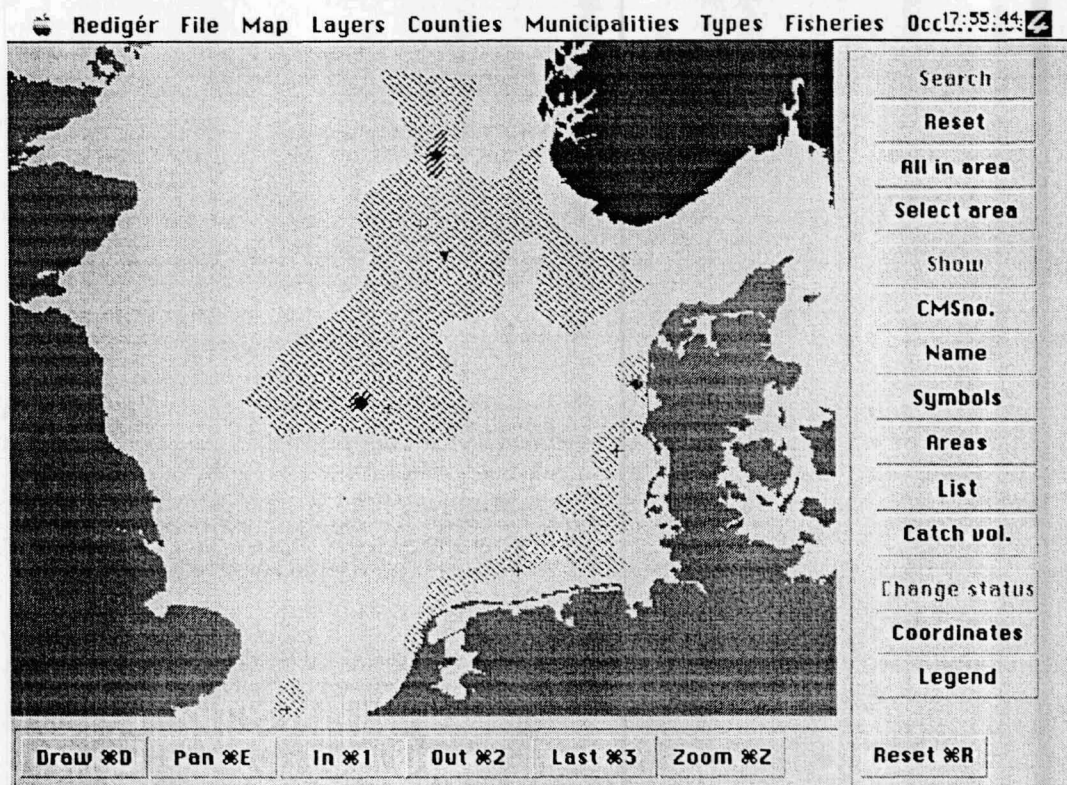 Redigér File Map Layers Counties Municipalities Types Fisheries 17:55:44
Search
Reset
All in area
Select area
Show
CMSno.
Name
Symbols
Areas
List
Catch vol.
Change status
Coordinates
Legend
Draw ⌘D Pan ⌘E In ⌘1 Out ⌘2 Last ⌘3 Zoom ⌘Z Reset ⌘R